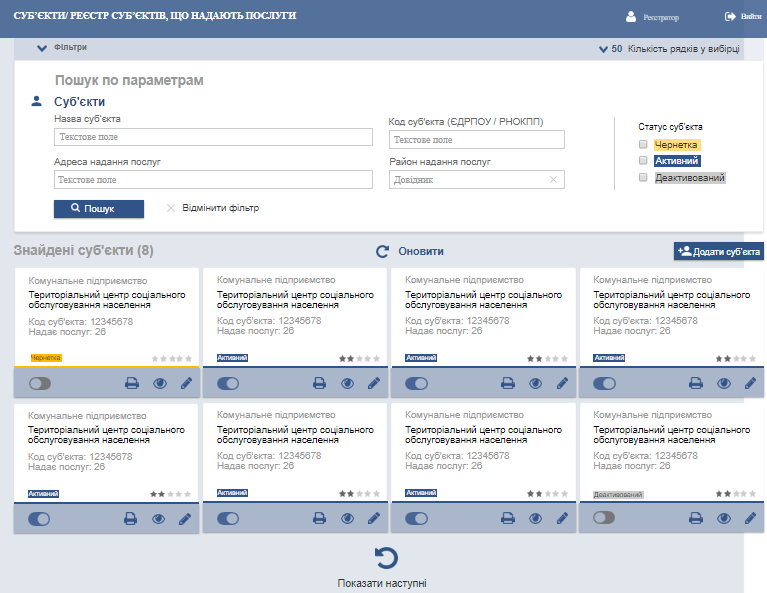 СУБ'ЄКТИ/ РЕЄСТР СУБ'ЄКТІВ, ЩО НАДАЮТЬ ПОСЛУГИ
Реєстратор
Вийти
Фільтри
50 Кількість рядків у вибірці
Пошук по параметрам
Суб'єкти
Назва суб'єкта
Текстове поле
Код суб'єкта (ЄДРПОУ / РНОКПП)
Текстове поле
Адреса надання послуг
Текстове поле
Район надання послуг
Довідник
Статус суб'єкта
Чернетка
Активний
Деактивований
Пошук
Відмінити фільтр
Знайдені суб'єкти (8)
Оновити
Додати суб'єкта
Комунальне підприємство
Територіальний центр соціального
обслуговування населення
Код суб'єкта: 12345678
Надає послуг: 26
Чернетка
Комунальне підприємство
Територіальний центр соціального
обслуговування населення
Код суб'єкта: 12345678
Надає послуг: 26
Активний
Комунальне підприємство
Територіальний центр соціального
обслуговування населення
Код суб'єкта: 12345678
Надає послуг: 26
Активний
Комунальне підприємство
Територіальний центр соціального
обслуговування населення
Код суб'єкта: 12345678
Надає послуг: 26
Активний
Комунальне підприємство
Територіальний центр соціального
обслуговування населення
Код суб'єкта: 12345678
Надає послуг: 26
Активний
Комунальне підприємство
Територіальний центр соціального
обслуговування населення
Код суб'єкта: 12345678
Надає послуг: 26
Активний
Комунальне підприємство
Територіальний центр соціального
обслуговування населення
Код суб'єкта: 12345678
Надає послуг: 26
Активний
Комунальне підприємство
Територіальний центр соціального
обслуговування населення
Код суб'єкта: 12345678
Надає послуг: 26
Деактивований
Показати наступні